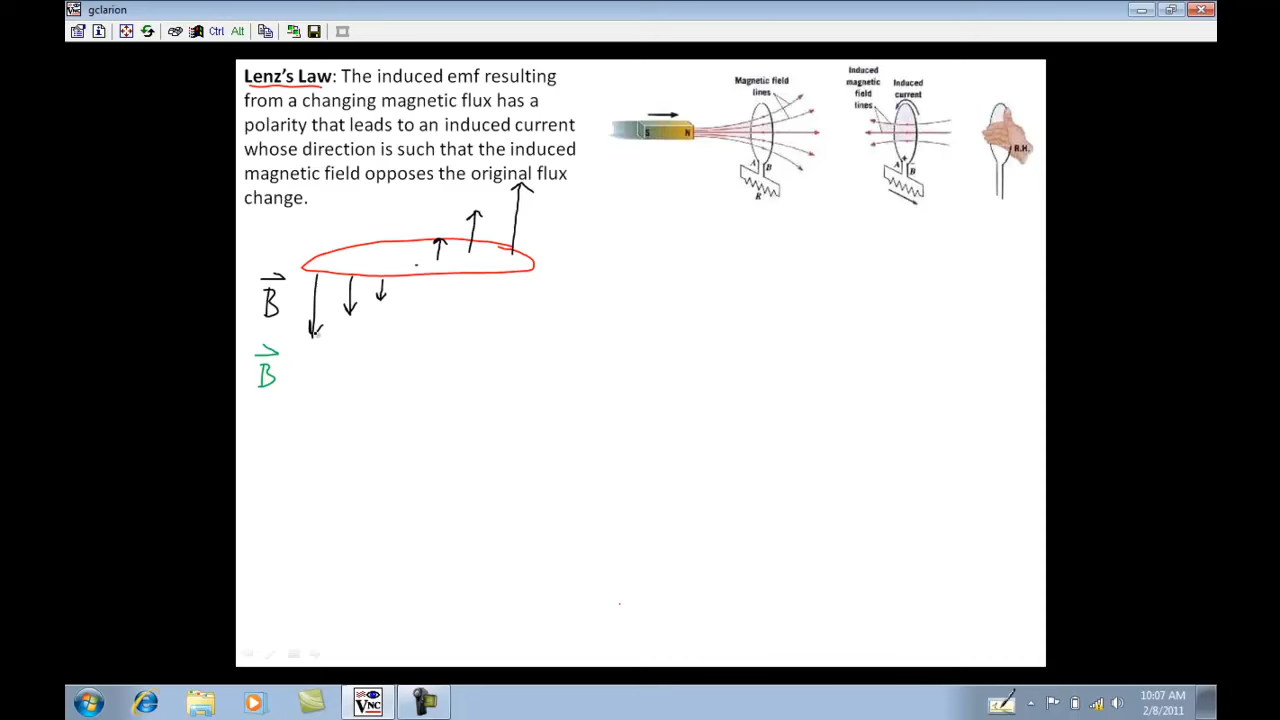 gclarion
Ctrl Alt
Lenz's Law: The induced emf resulting
from a changing magnetic flux has a
polarity that leads to an induced current
whose direction is such that the induced
magnetic field opposes the original flux
change.
Magnetic field
lines
S N
A B
R
Induced
magnetic
field
lines
Induced
current
A B
R.H.
B
B
VNC
10:07 AM
2/8/2011